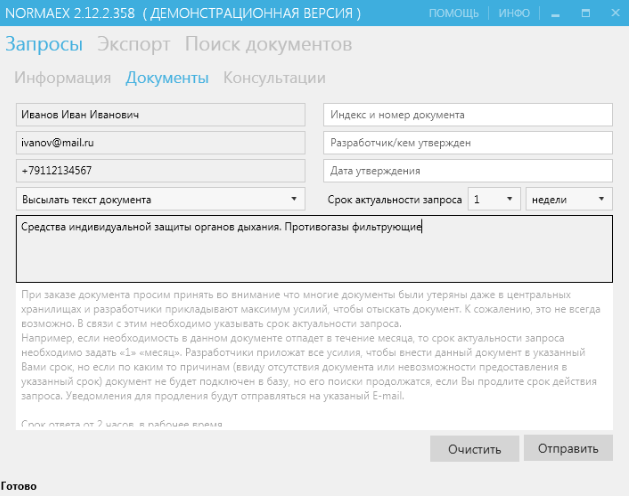 NORMAEX 2.12.2.358 ( ДЕМОНСТРАЦИОННАЯ ВЕРСИЯ ) ПОМОЩЬ ИНФО
Запросы Экспорт Поиск документов
Информация Документы Консультации
Иванов Иван Иванович Индекс и номер документа
ivanov@mail.ru Разработчик/кем утвержден
+79112134567 Дата утверждения
Высылать текст документа Срок актуальности запроса 1 недели
Средства индивидуальной защиты органов дыхания. Противогазы фильтрующие
При заказе документа просим принять во внимание что многие документы были утеряны даже в центральных
хранилищах и разработчики прикладывают максимум усилий, чтобы отыскать документ. К сожалению, это не всегда
возможно. В связи с этим необходимо указывать срок актуальности запроса.
Например, если необходимость в данном документе отпадет в течение месяца, то срок актуальности запроса
необходимо задать «1» «месяц». Разработчики приложат все усилия, чтобы внести данный документ в указанный
Вами срок, но если по каким то причинам (ввиду отсутствия документа или невозможности предоставления в
указанный срок) документ не будет подключен в базу, но его поиски продолжатся, если Вы продлите срок действия
запроса. Уведомления для продления будут отправляться на указаный E-mail.
Срок ответа от 2 часов, в рабочее время
Очистить Отправить
Готово